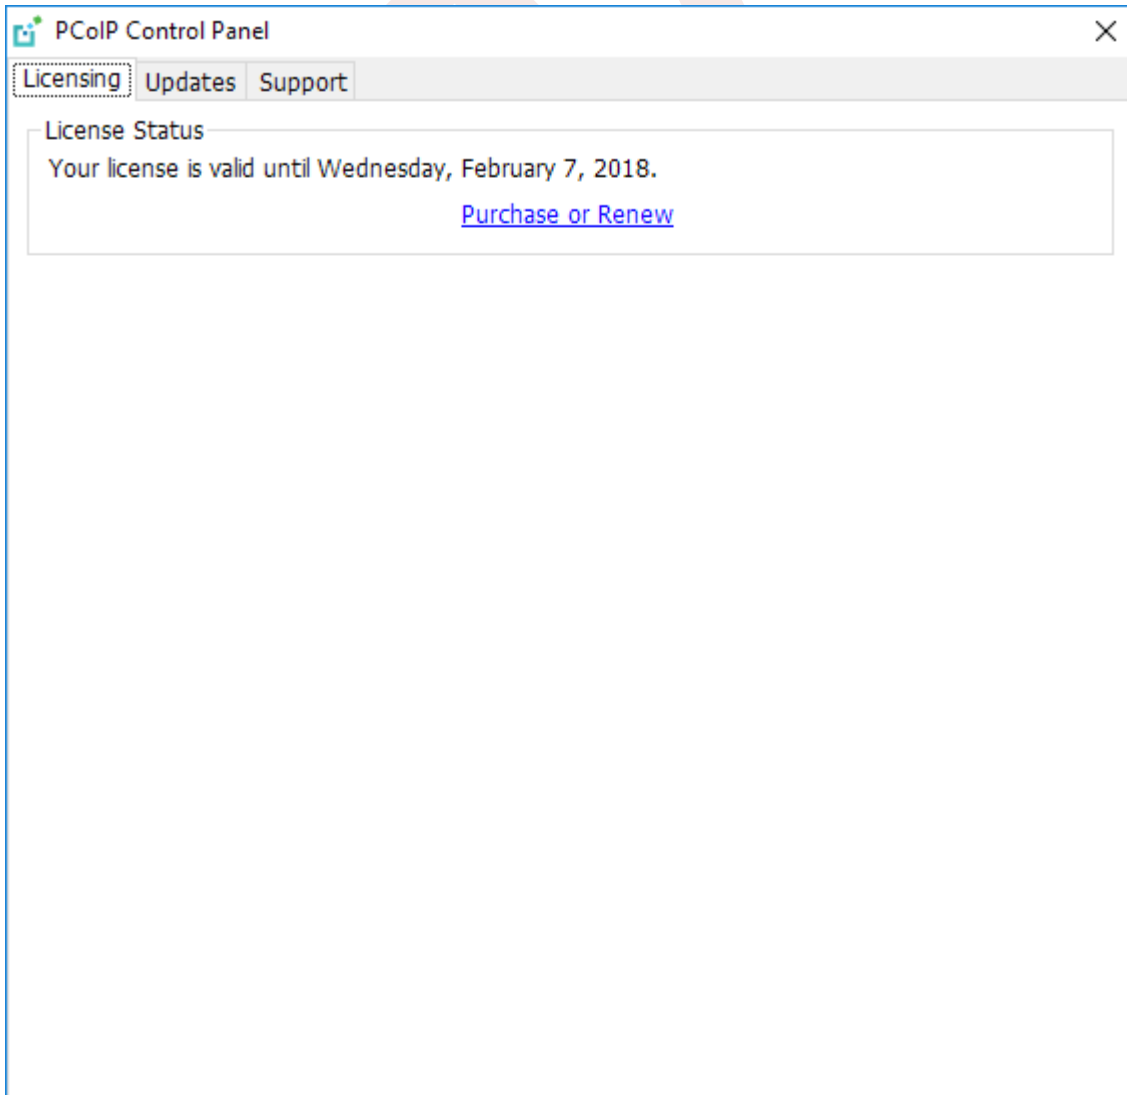 PCoIP Control Panel
Licensing Updates Support
License Status
Your license is valid until Wednesday, February 7, 2018.
Purchase or Renew